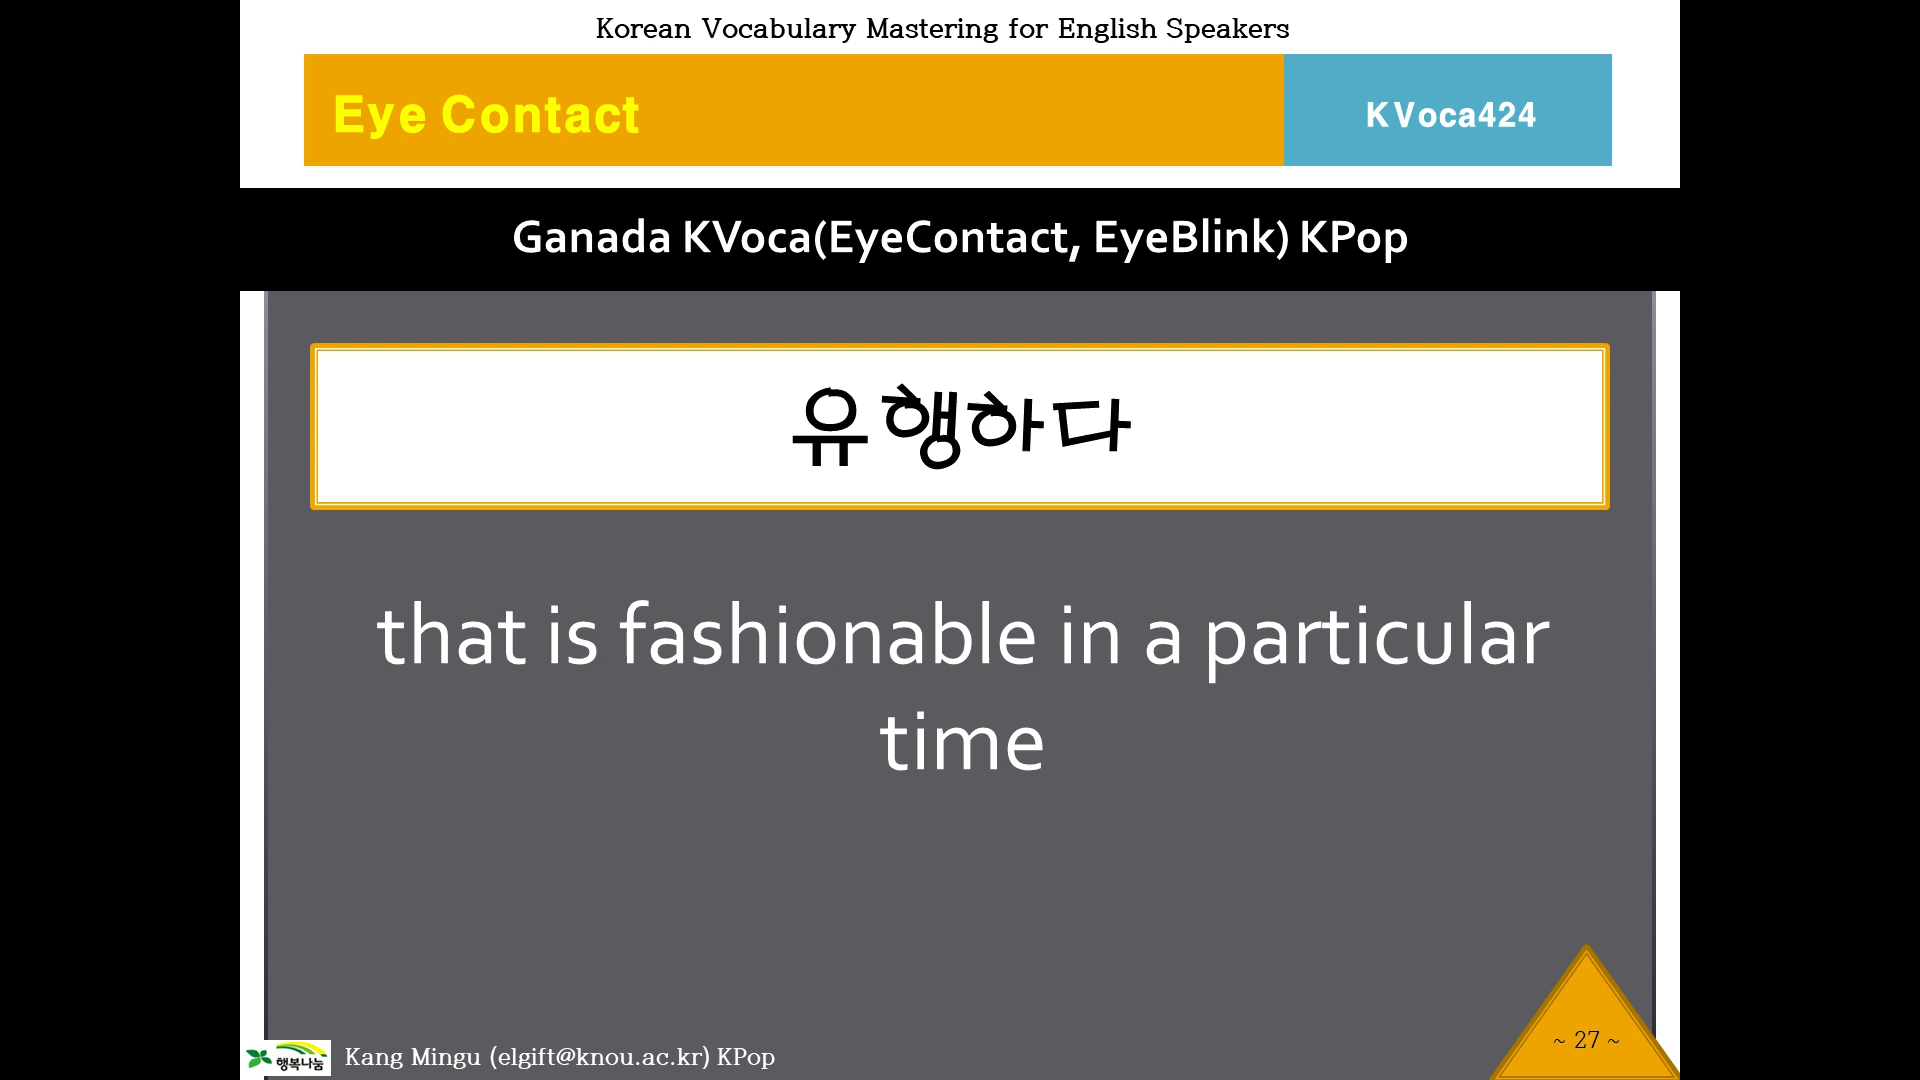 Korean Vocabulary Mastering for English Speakers
Eye Contact
KVoca424
Ganada KVoca(EyeContact, EyeBlink) KPop
유행하다
that is fashionable in a particular
time
~ 27 ~
행복나눔
Kang Mingu (elgift@knou.ac.kr) KPop